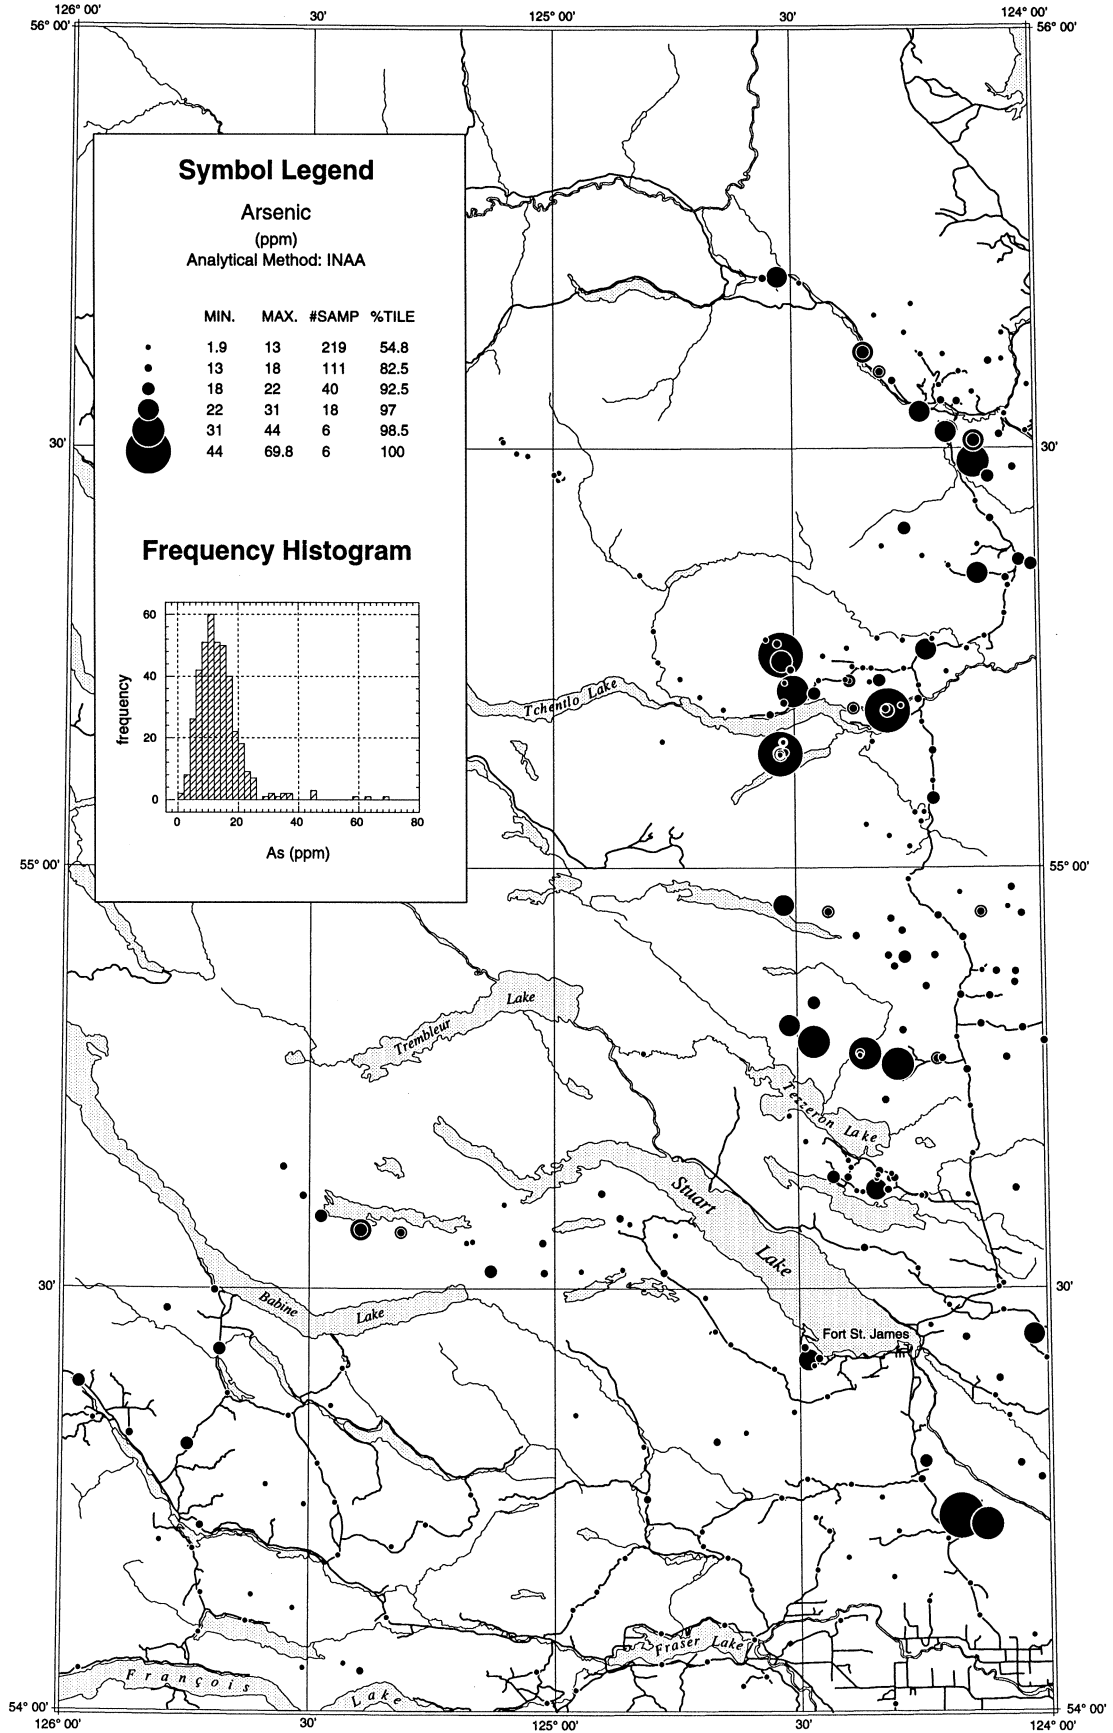 126° 00'
30'
125° 00'
30'
124° 00'
56° 00'
56° 00'
Symbol Legend
Arsenic
(ppm)
Analytical Method: INAA
MIN. MAX. #SAMP %TILE
1.9 13 219 54.8
13 18 111 82.5
18 22 40 92.5
22 31 18 97
31 44 6 98.5
44 69.8 6 100
30'
30'
Frequency Histogram
60
40
20
0
frequency
0 20 40 60 80
As (ppm)
Tchentlo Lake
55° 00'
55° 00'
Trembleur Lake
Tezzeron Lake
Stuart Lake
30'
30'
Babine Lake
Fort St. James
Fraser Lake
François Lake
54° 00'
54° 00'
126° 00'
30'
125° 00'
30'
124° 00'